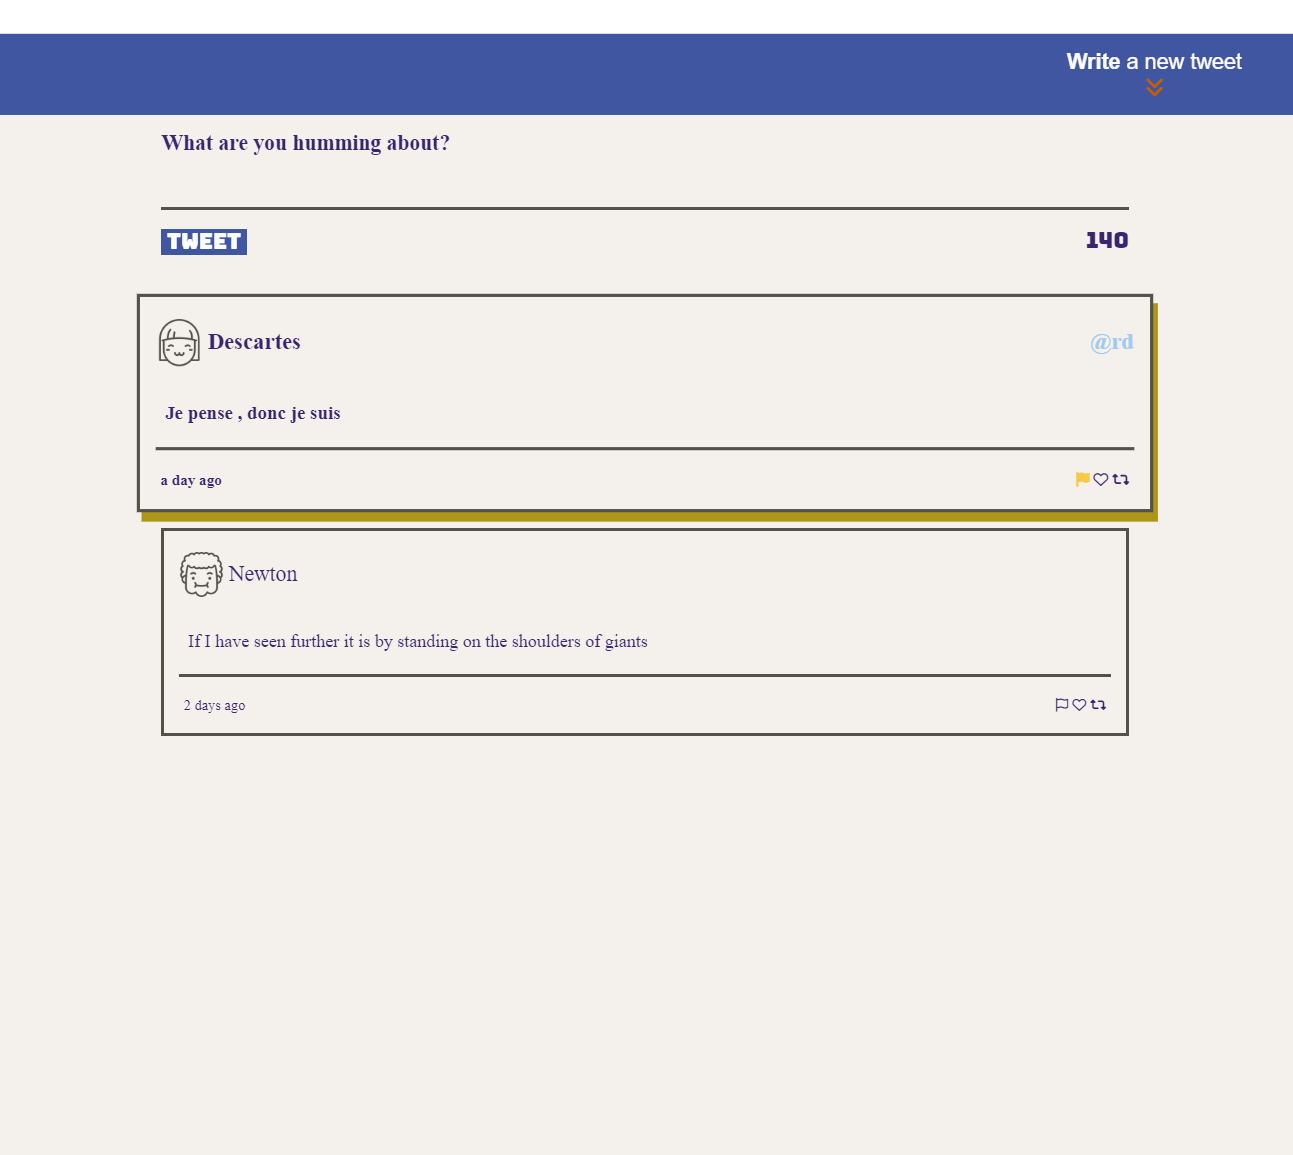 Write a new tweet
What are you humming about?
TWEET 140
Descartes @rd
Je pense , donc je suis
a day ago
Newton
If I have seen further it is by standing on the shoulders of giants
2 days ago